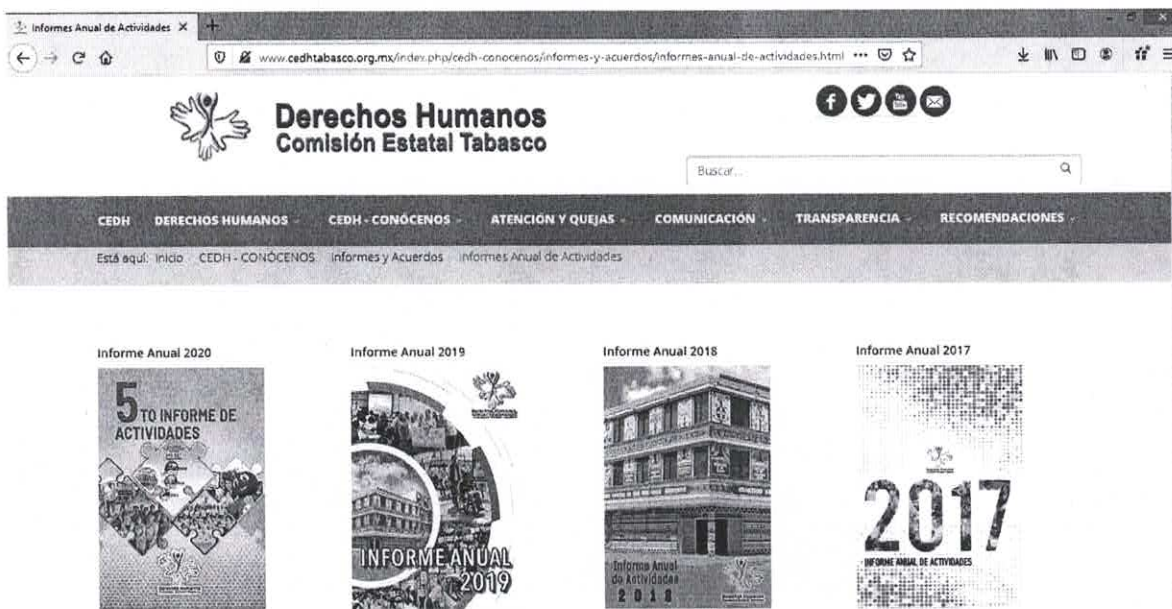 Informes Anual de Actividades
www.cedhtabasco.org.mx/index.php/cedh-conocenos/informes-y-acuerdos/informes-anual-de-actividades.html
Derechos Humanos
Comisión Estatal Tabasco
Buscar...
CEDH DERECHOS HUMANOS CEDH - CONÓCENOS ATENCIÓN Y QUEJAS COMUNICACIÓN TRANSPARENCIA RECOMENDACIONES
Está aquí: Inicio CEDH - CONÓCENOS Informes y Acuerdos Informes Anual de Actividades
Informe Anual 2020 Informe Anual 2019 Informe Anual 2018 Informe Anual 2017
5TO INFORME DE
ACTIVIDADES
INFORME ANUAL
2019
Informe Anual
de Actividades
2018
2017
INFORME ANUAL DE ACTIVIDADES